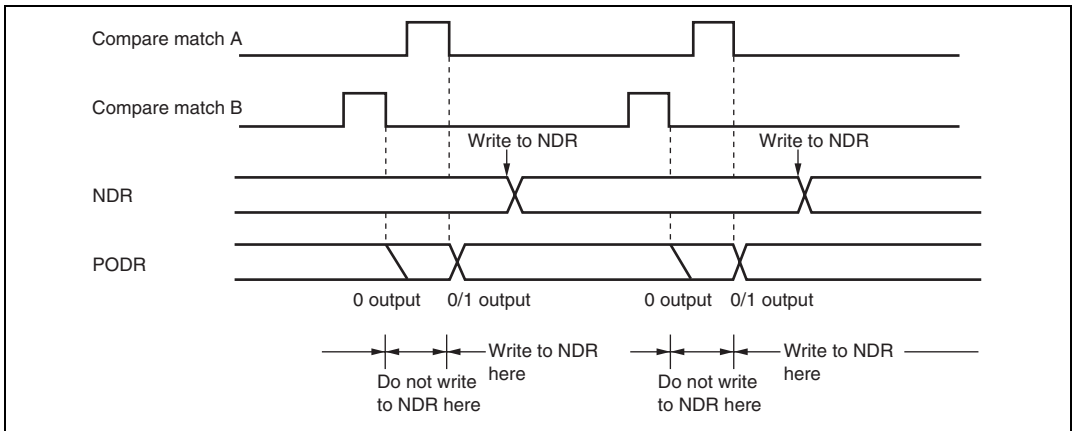 Compare match A
Compare match B
Write to NDR
Write to NDR
NDR
PODR
0 output
0/1 output
0 output
0/1 output
Write to NDR
here
Do not write
to NDR here
Write to NDR
here
Do not write
to NDR here